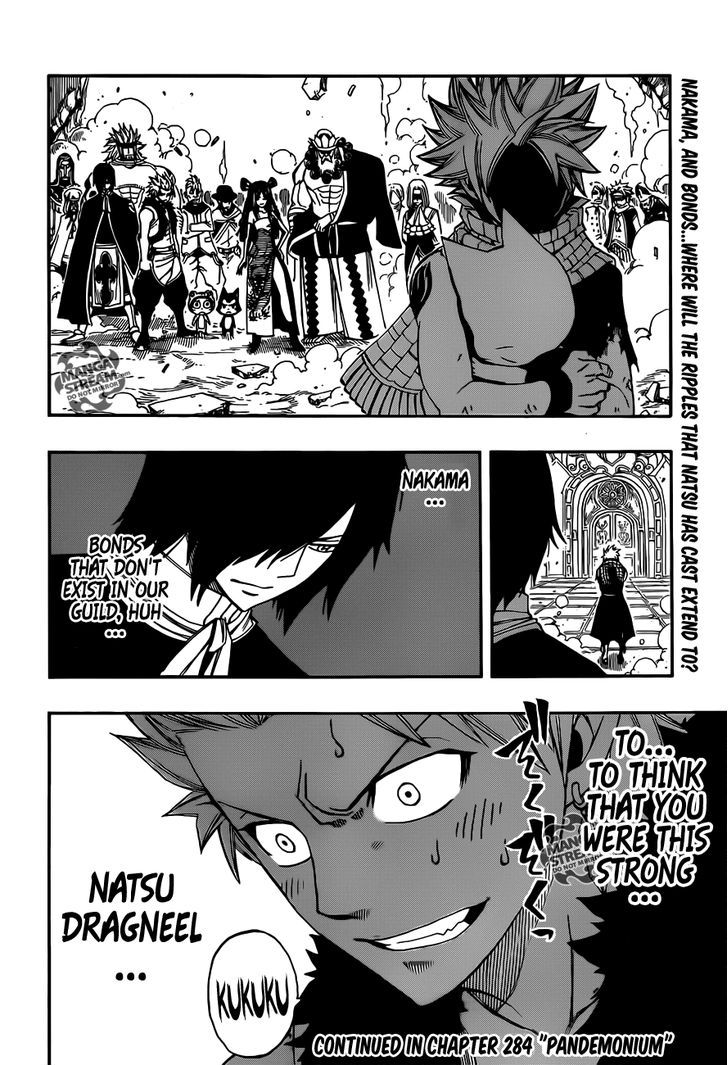 NAKAMA, AND BONDS...WHERE WILL THE RIPPLES THAT NATSU HAS CAST EXTEND TO?
MANGA
STREAM.com
DO NOT MIRROR
NAKAMA
...
BONDS
THAT DON'T
EXIST IN OUR
GUILD, HUH
...
TO...
TO THINK
THAT YOU
WERE THIS
STRONG
...
MANGA
STREAM
DO NOT MIRROR
NATSU
DRAGNEEL
...
KUKUKU
CONTINUED IN CHAPTER 284 "PANDEMONIUM"